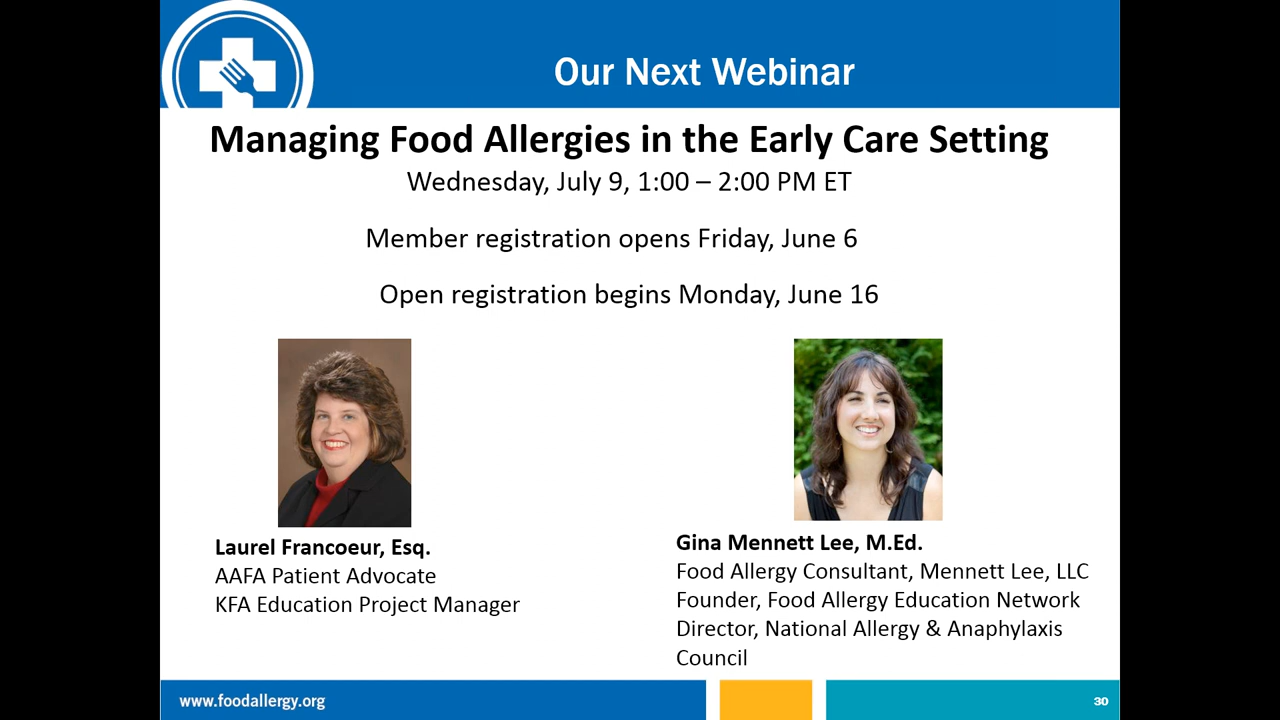 Our Next Webinar
Managing Food Allergies in the Early Care Setting
Wednesday, July 9, 1:00 – 2:00 PM ET
Member registration opens Friday, June 6
Open registration begins Monday, June 16
Laurel Francoeur, Esq.
AAFA Patient Advocate
KFA Education Project Manager
Gina Mennett Lee, M.Ed.
Food Allergy Consultant, Mennett Lee, LLC
Founder, Food Allergy Education Network
Director, National Allergy & Anaphylaxis
Council
www.foodallergy.org
30